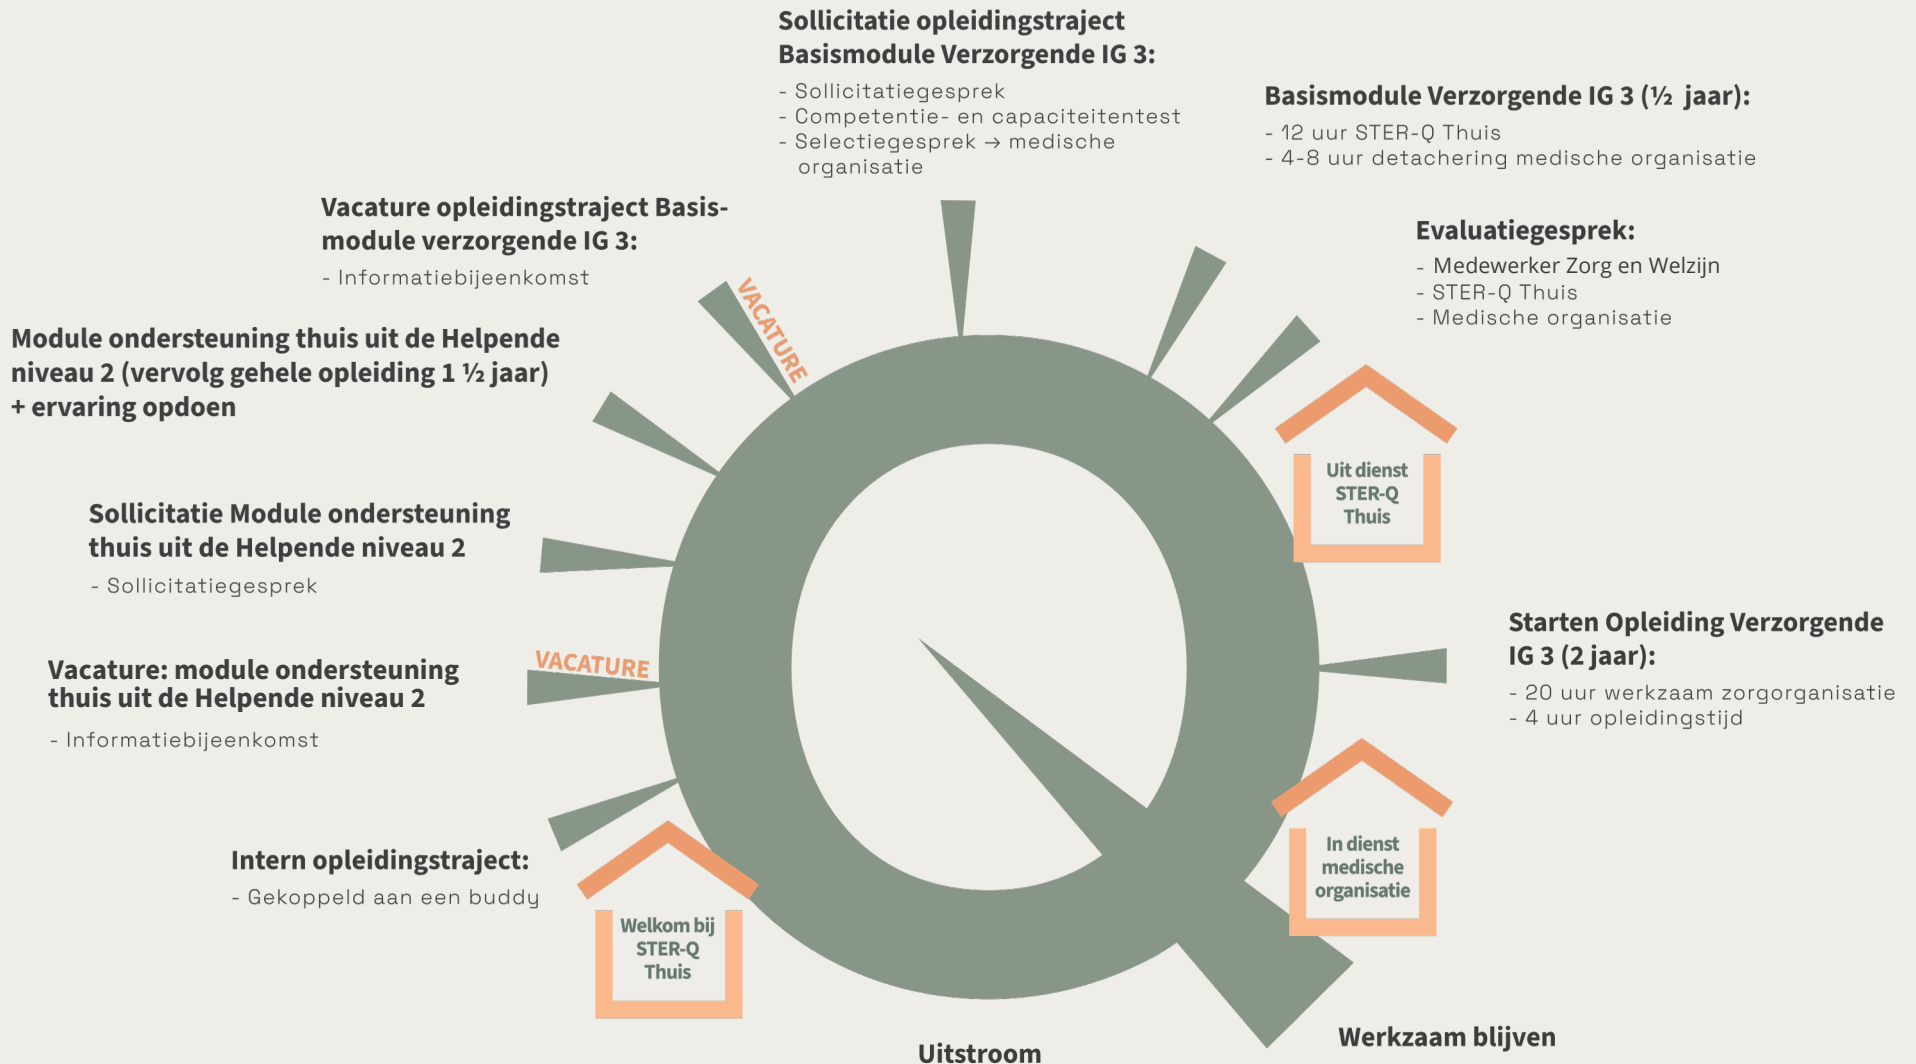 Sollicitatie opleidingstraject
Basismodule Verzorgende IG 3:
- Sollicitatiegesprek
- Competentie- en capaciteitentest
- Selectiegesprek → medische
organisatie
Basismodule Verzorgende IG 3 (½ jaar):
- 12 uur STER-Q Thuis
- 4-8 uur detachering medische organisatie
Vacature opleidingstraject Basis-
module verzorgende IG 3:
- Informatiebijeenkomst
VACATURE
Evaluatiegesprek:
- Medewerker Zorg en Welzijn
- STER-Q Thuis
- Medische organisatie
Module ondersteuning thuis uit de Helpende
niveau 2 (vervolg gehele opleiding 1 ½ jaar)
+ ervaring opdoen
Uit dienst
STER-Q
Thuis
Sollicitatie Module ondersteuning
thuis uit de Helpende niveau 2
- Sollicitatiegesprek
Starten Opleiding Verzorgende
IG 3 (2 jaar):
- 20 uur werkzaam zorgorganisatie
- 4 uur opleidingstijd
VACATURE
Vacature: module ondersteuning
thuis uit de Helpende niveau 2
- Informatiebijeenkomst
In dienst
medische
organisatie
Intern opleidingstraject:
- Gekoppeld aan een buddy
Welkom bij
STER-Q
Thuis
Werkzaam blijven
Uitstroom